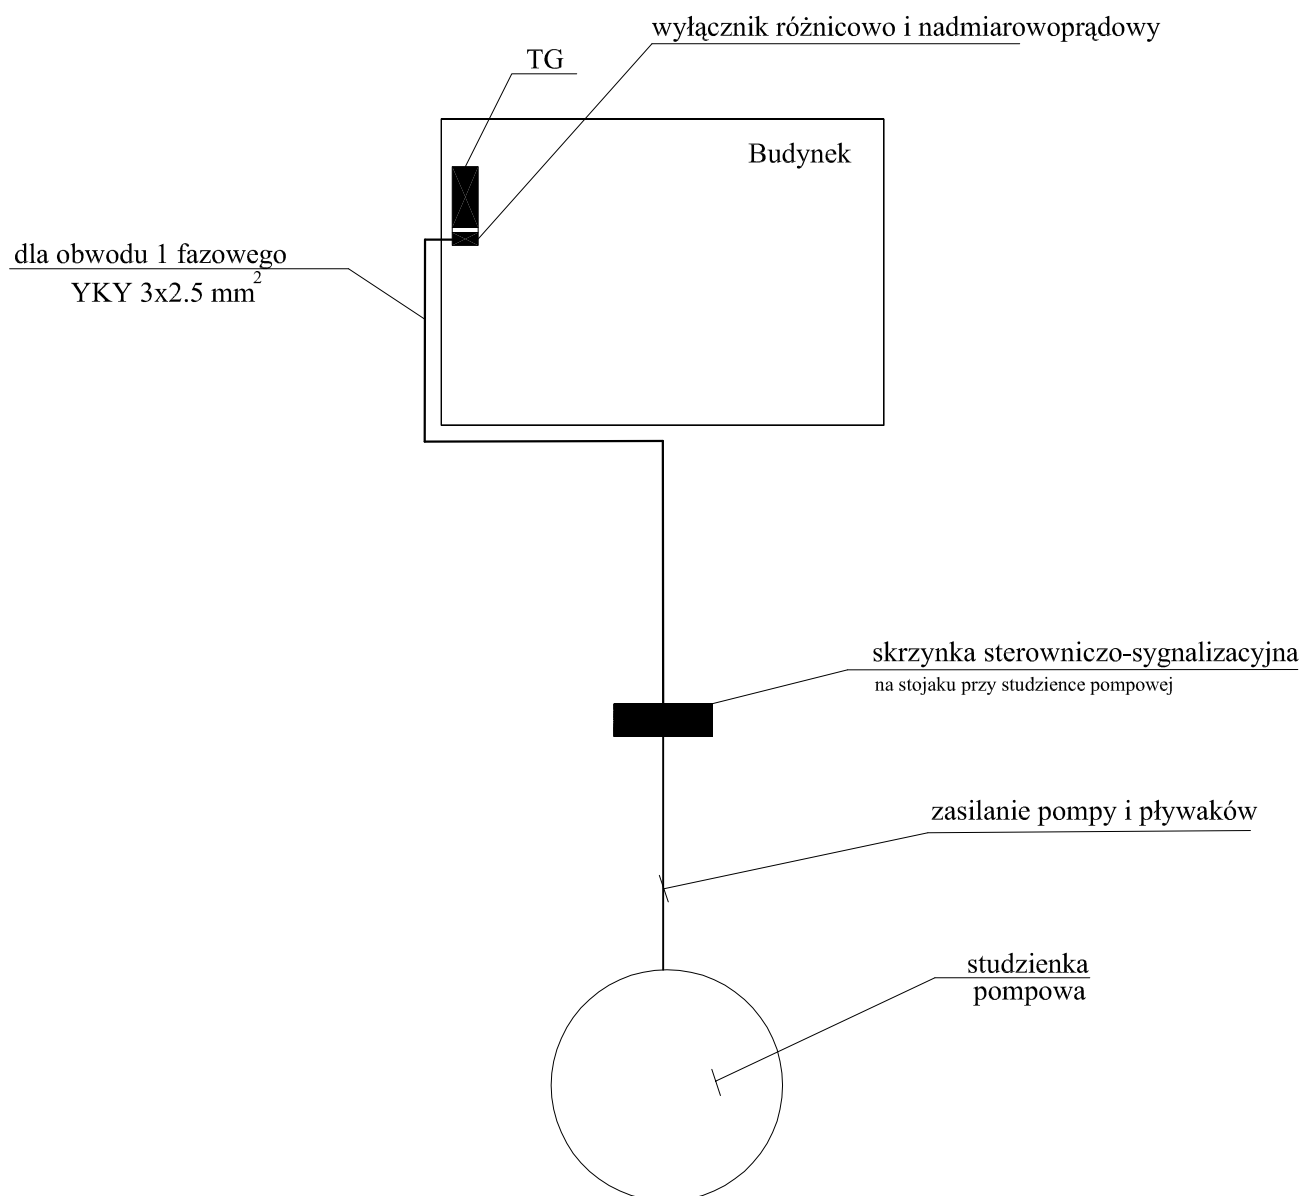 wyłącznik różnicowo i nadmiarowoprądowy
TG
Budynek
dla obwodu 1 fazowego
YKY 3x2.5 mm²
skrzynka sterowniczo-sygnalizacyjna
na stojaku przy studzience pompowej
zasilanie pompy i pływaków
studzienka
pompowa